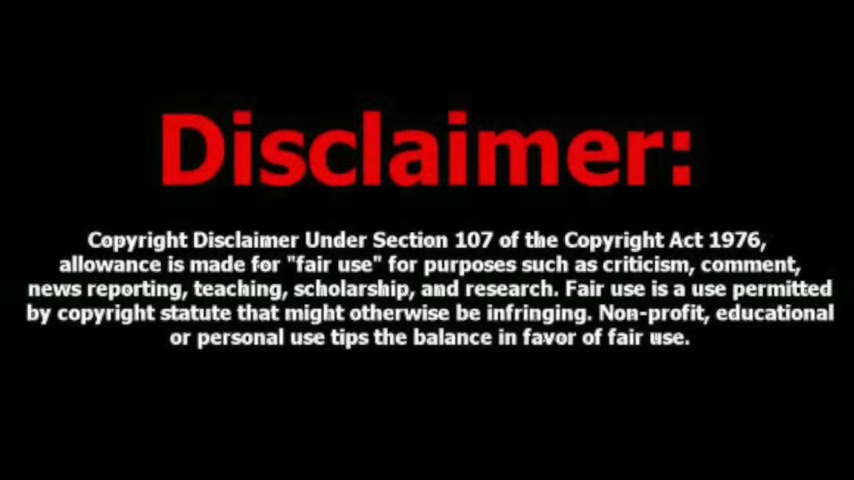 Disclaimer:
Copyright Disclaimer Under Section 107 of the Copyright Act 1976,
allowance is made for "fair use" for purposes such as criticism, comment,
news reporting, teaching, scholarship, and research. Fair use is a use permitted
by copyright statute that might otherwise be infringing. Non-profit, educational
or personal use tips the balance in favor of fair use.